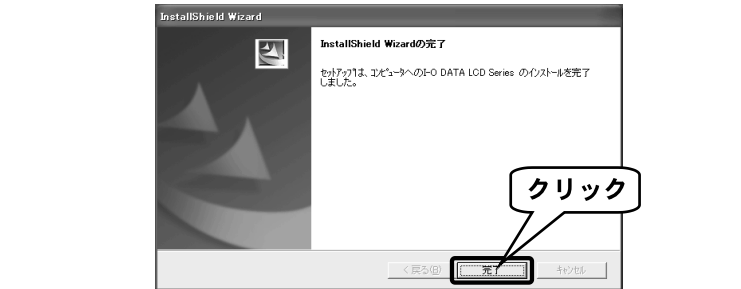 InstallShield Wizard
InstallShield Wizardの完了
ｾｯﾄｱｯﾌﾟは、ｺﾝﾋﾟｭｰﾀへのI-O DATA LCD Series のｲﾝｽﾄｰﾙを完了
しました。
クリック
< 戻る(B)
完了
ｷｬﾝｾﾙ